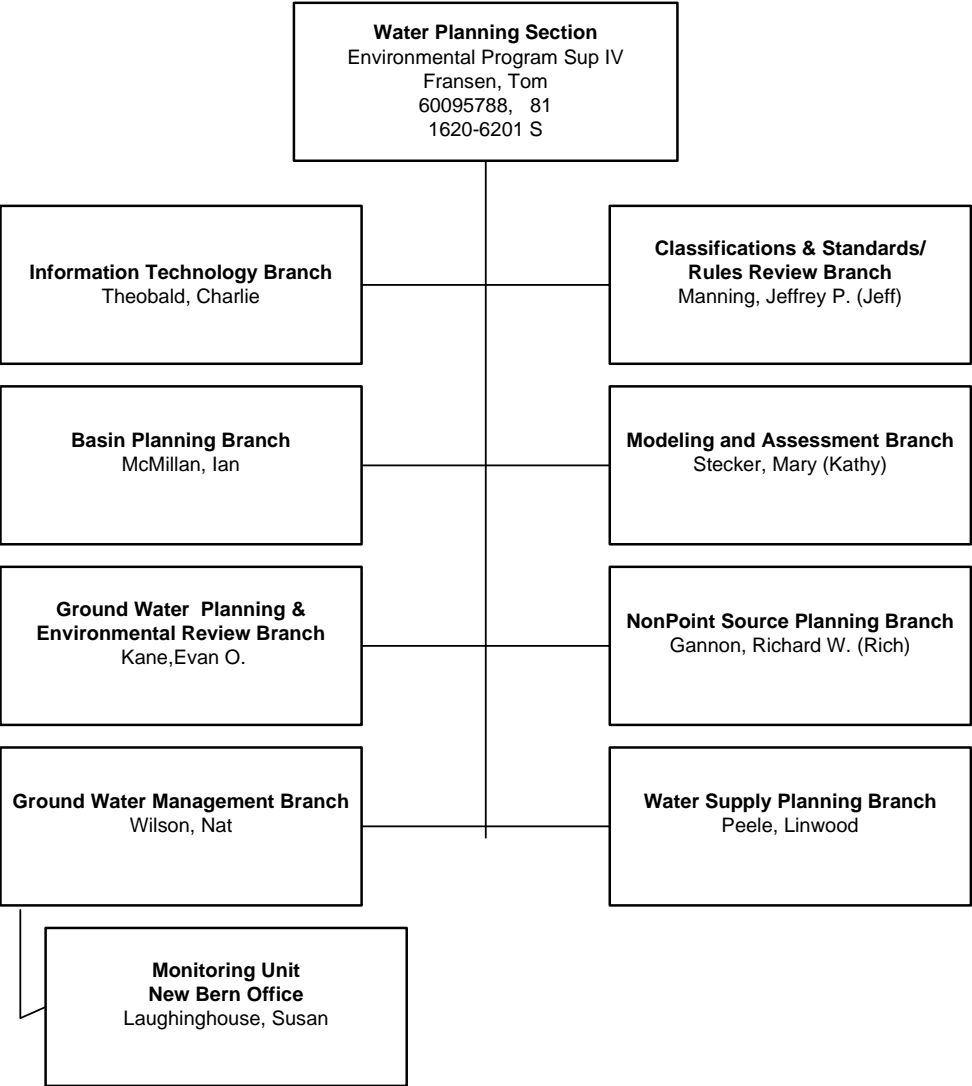 Water Planning Section
Environmental Program Sup IV
Fransen, Tom
60095788,   81
1620-6201 S
Information Technology Branch
Theobald, Charlie
Classifications & Standards/
Rules Review Branch
Manning, Jeffrey P. (Jeff)
Basin Planning Branch
McMillan, Ian
Modeling and Assessment Branch
Stecker, Mary (Kathy)
Ground Water  Planning &
Environmental Review Branch
Kane,Evan O.
NonPoint Source Planning Branch
Gannon, Richard W. (Rich)
Ground Water Management Branch
Wilson, Nat
Water Supply Planning Branch
Peele, Linwood
Monitoring Unit
New Bern Office
Laughinghouse, Susan